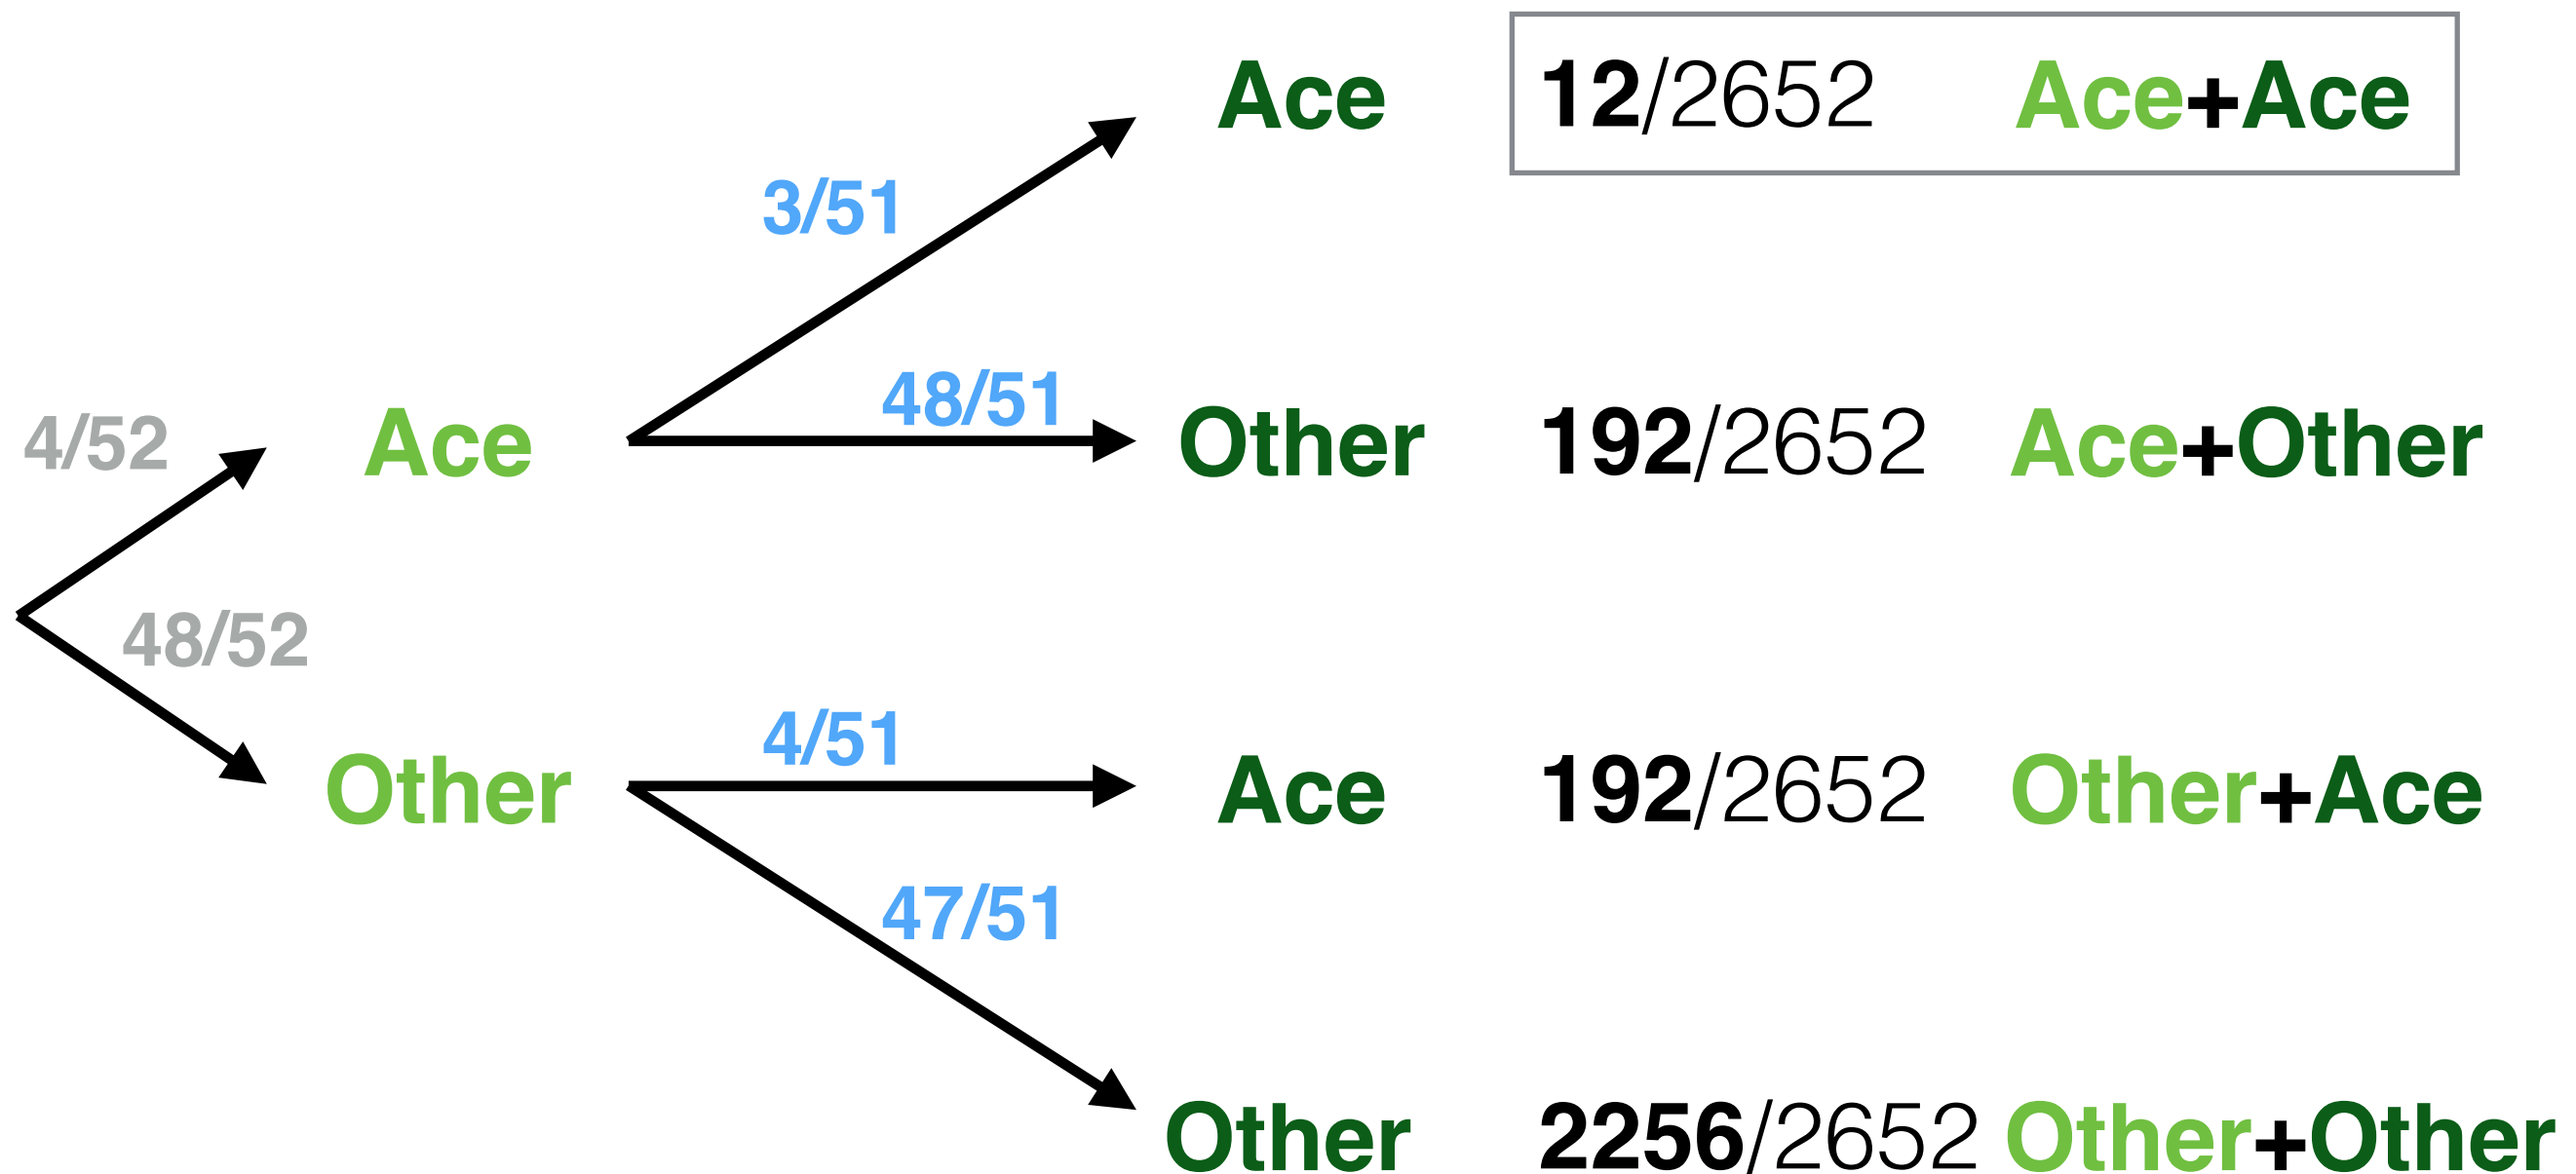 Ace 12/2652 Ace+Ace
3/51
48/51
4/52 Ace Other 192/2652 Ace+Other
48/52
4/51
Other Ace 192/2652 Other+Ace
47/51
Other 2256/2652 Other+Other